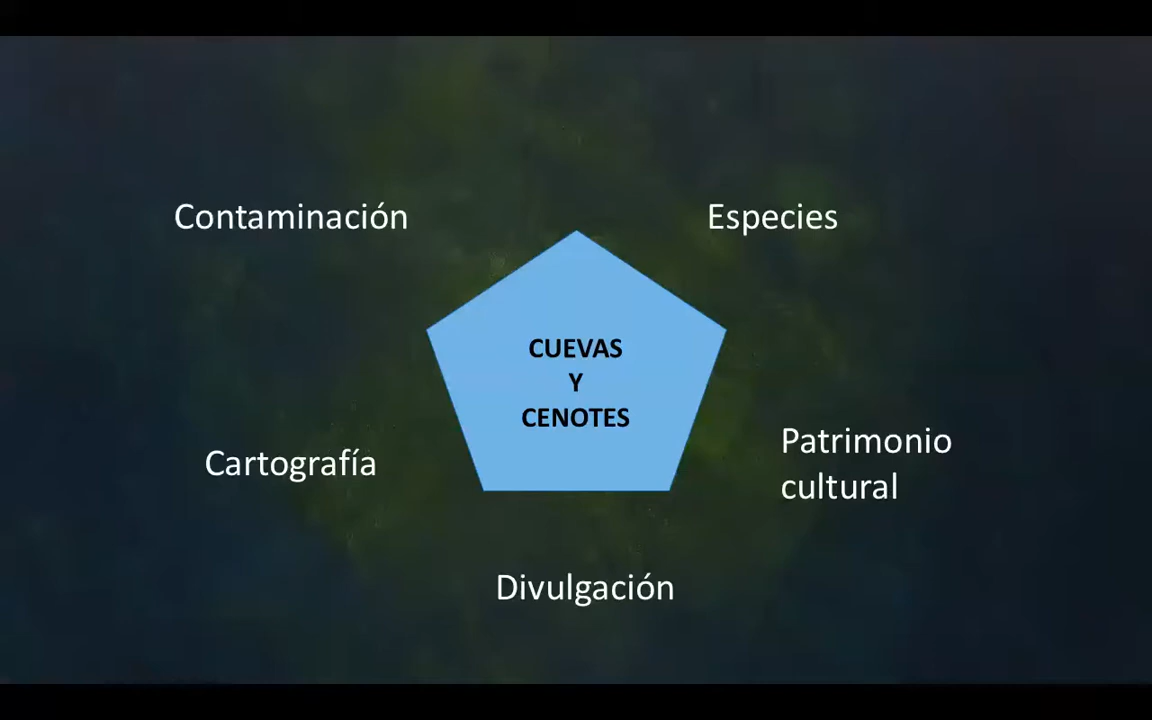 Contaminación
Especies
CUEVAS
Y
CENOTES
Cartografía
Patrimonio
cultural
Divulgación